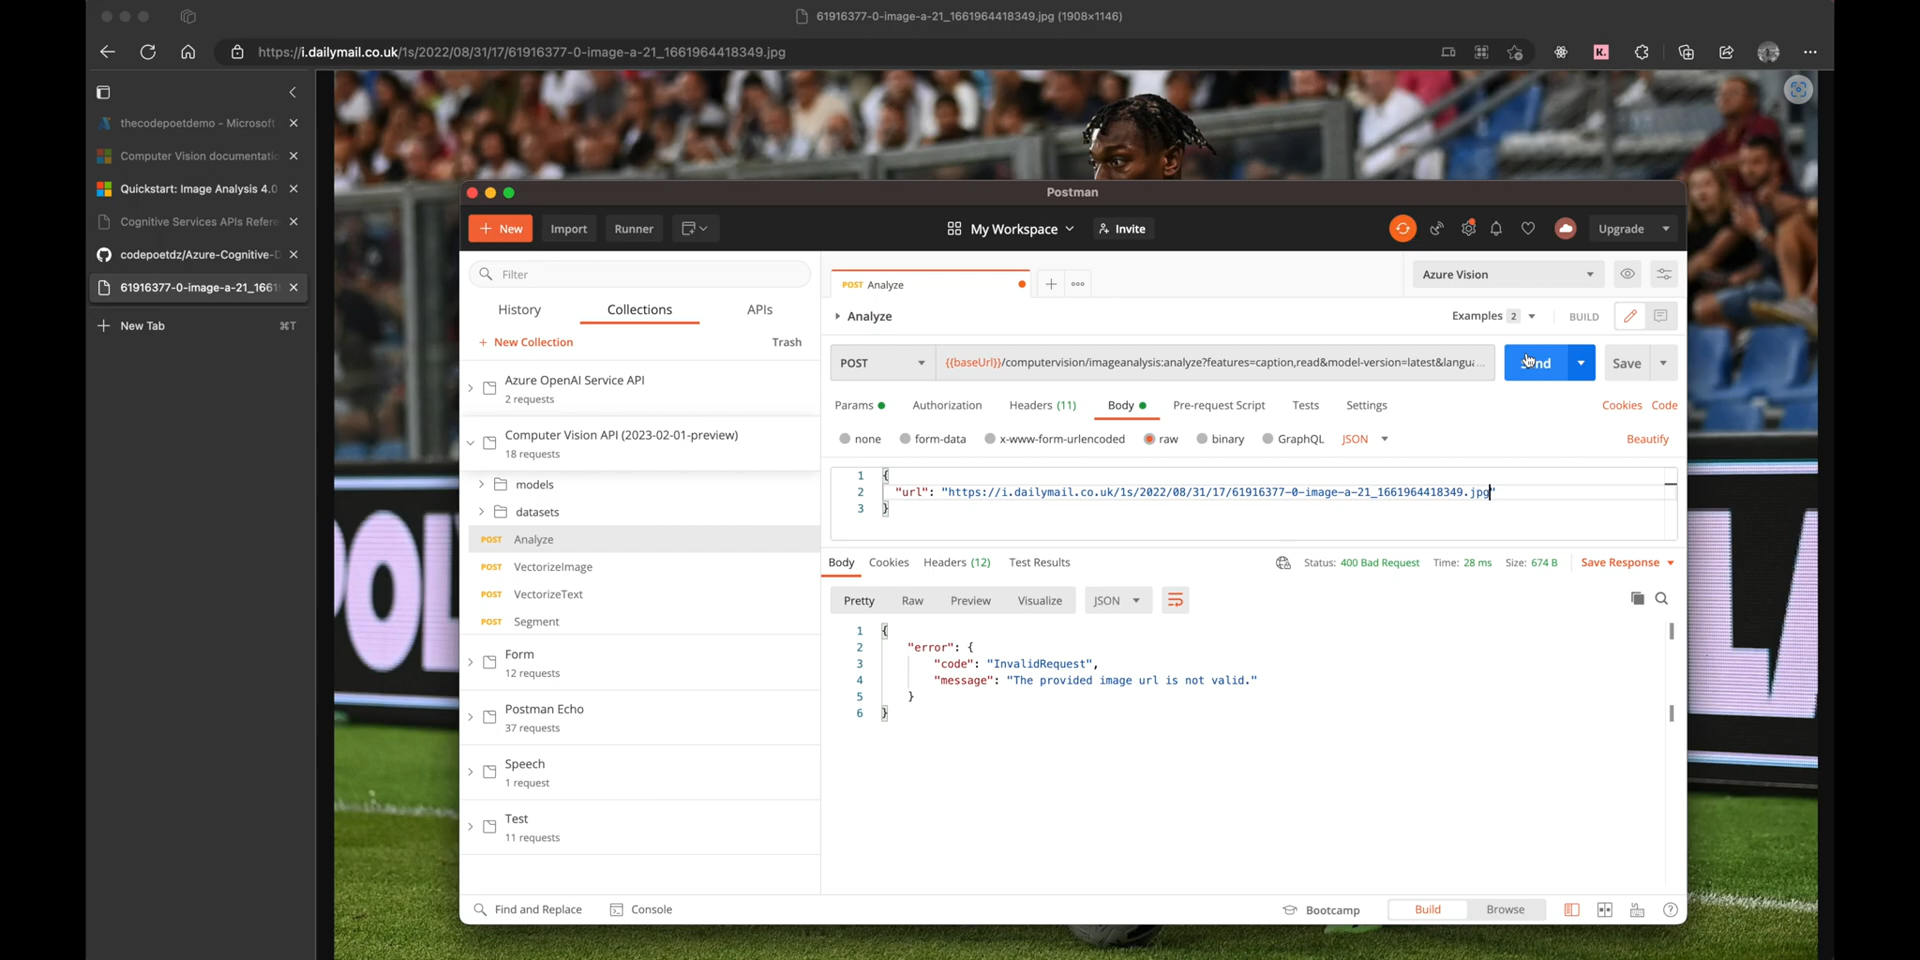 61916377-0-image-a-21_1661964418349.jpg (1908×1146)
https://i.dailymail.co.uk/1s/2022/08/31/17/61916377-0-image-a-21_1661964418349.jpg
K.
thecodepoetdemo - Microsoft
Computer Vision documentati
Quickstart: Image Analysis 4.0
Cognitive Services APIs Refere
codepoetdz/Azure-Cognitive-D
61916377-0-image-a-21_1661
New Tab ⌘T
Postman
+ New Import Runner My Workspace Invite Upgrade
Filter
History Collections APIs
+ New Collection Trash
Azure OpenAI Service API
2 requests
Computer Vision API (2023-02-01-preview)
18 requests
models
datasets
POST Analyze
POST VectorizeImage
POST VectorizeText
POST Segment
Form
12 requests
Postman Echo
37 requests
Speech
1 request
Test
11 requests
POST Analyze
Azure Vision
Analyze Examples 2 BUILD
POST {{baseUrl}}/computervision/imageanalysis:analyze?features=caption,read&model-version=latest&langua... Save
Params Authorization Headers (11) Body Pre-request Script Tests Settings Cookies Code
none form-data x-www-form-urlencoded raw binary GraphQL JSON Beautify
1 {
2 "url": "https://i.dailymail.co.uk/1s/2022/08/31/17/61916377-0-image-a-21_1661964418349.jpg"
3 }
Body Cookies Headers (12) Test Results Status: 400 Bad Request Time: 28 ms Size: 674 B Save Response
Pretty Raw Preview Visualize JSON
1 {
2 "error": {
3 "code": "InvalidRequest",
4 "message": "The provided image url is not valid."
5 }
6 }
Find and Replace Console Bootcamp Build Browse